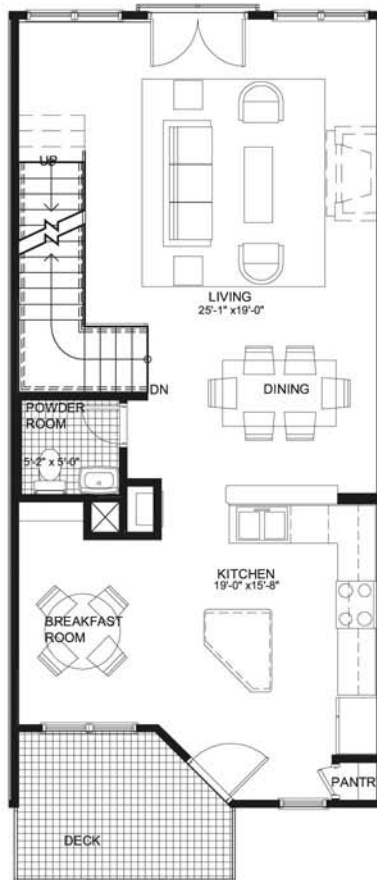 UP
LIVING
25'-1" x19'-0"
DINING
DN
POWDER
ROOM
5'-2" x 5'-0"
KITCHEN
19'-0" x15'-8"
BREAKFAST
ROOM
PANTR
DECK